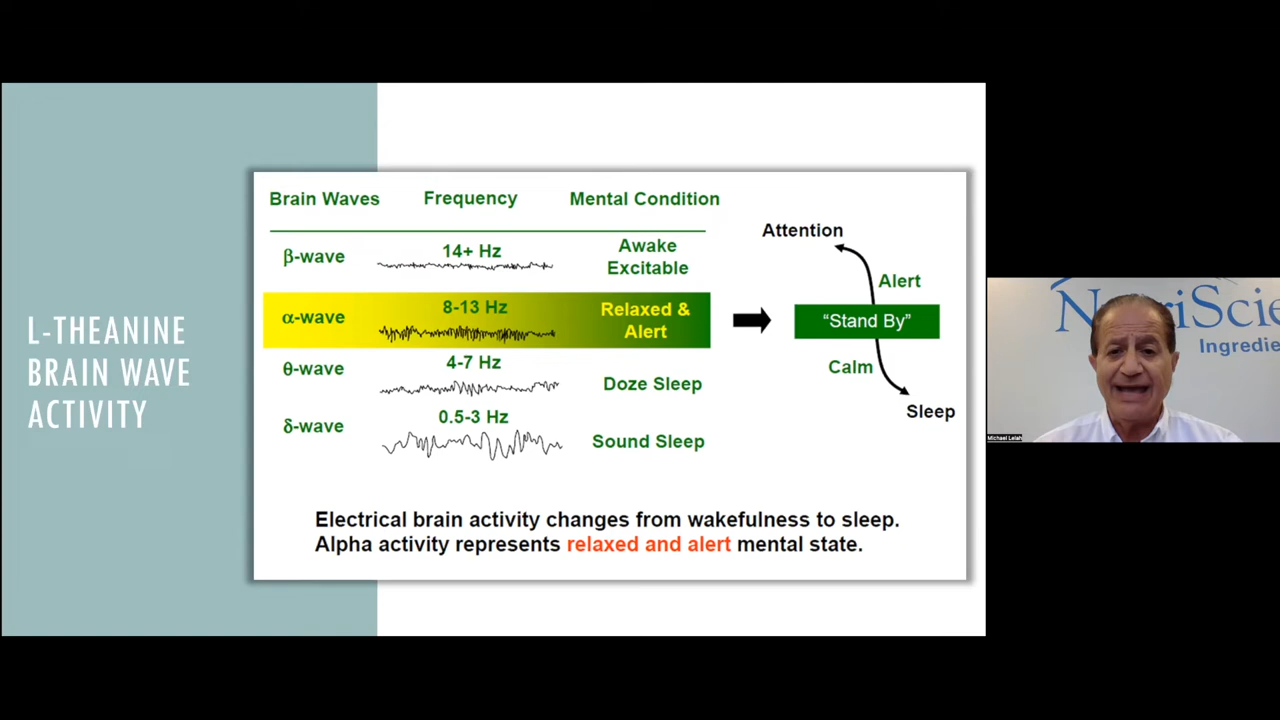 L-THEANINE
BRAIN WAVE
ACTIVITY
Brain Waves Frequency Mental Condition
β-wave 14+ Hz Awake
Excitable
α-wave 8-13 Hz Relaxed &
Alert
θ-wave 4-7 Hz Doze Sleep
δ-wave 0.5-3 Hz Sound Sleep
Attention
Alert
“Stand By”
Calm
Sleep
Electrical brain activity changes from wakefulness to sleep.
Alpha activity represents relaxed and alert mental state.
Ingredie
Michael Lelah